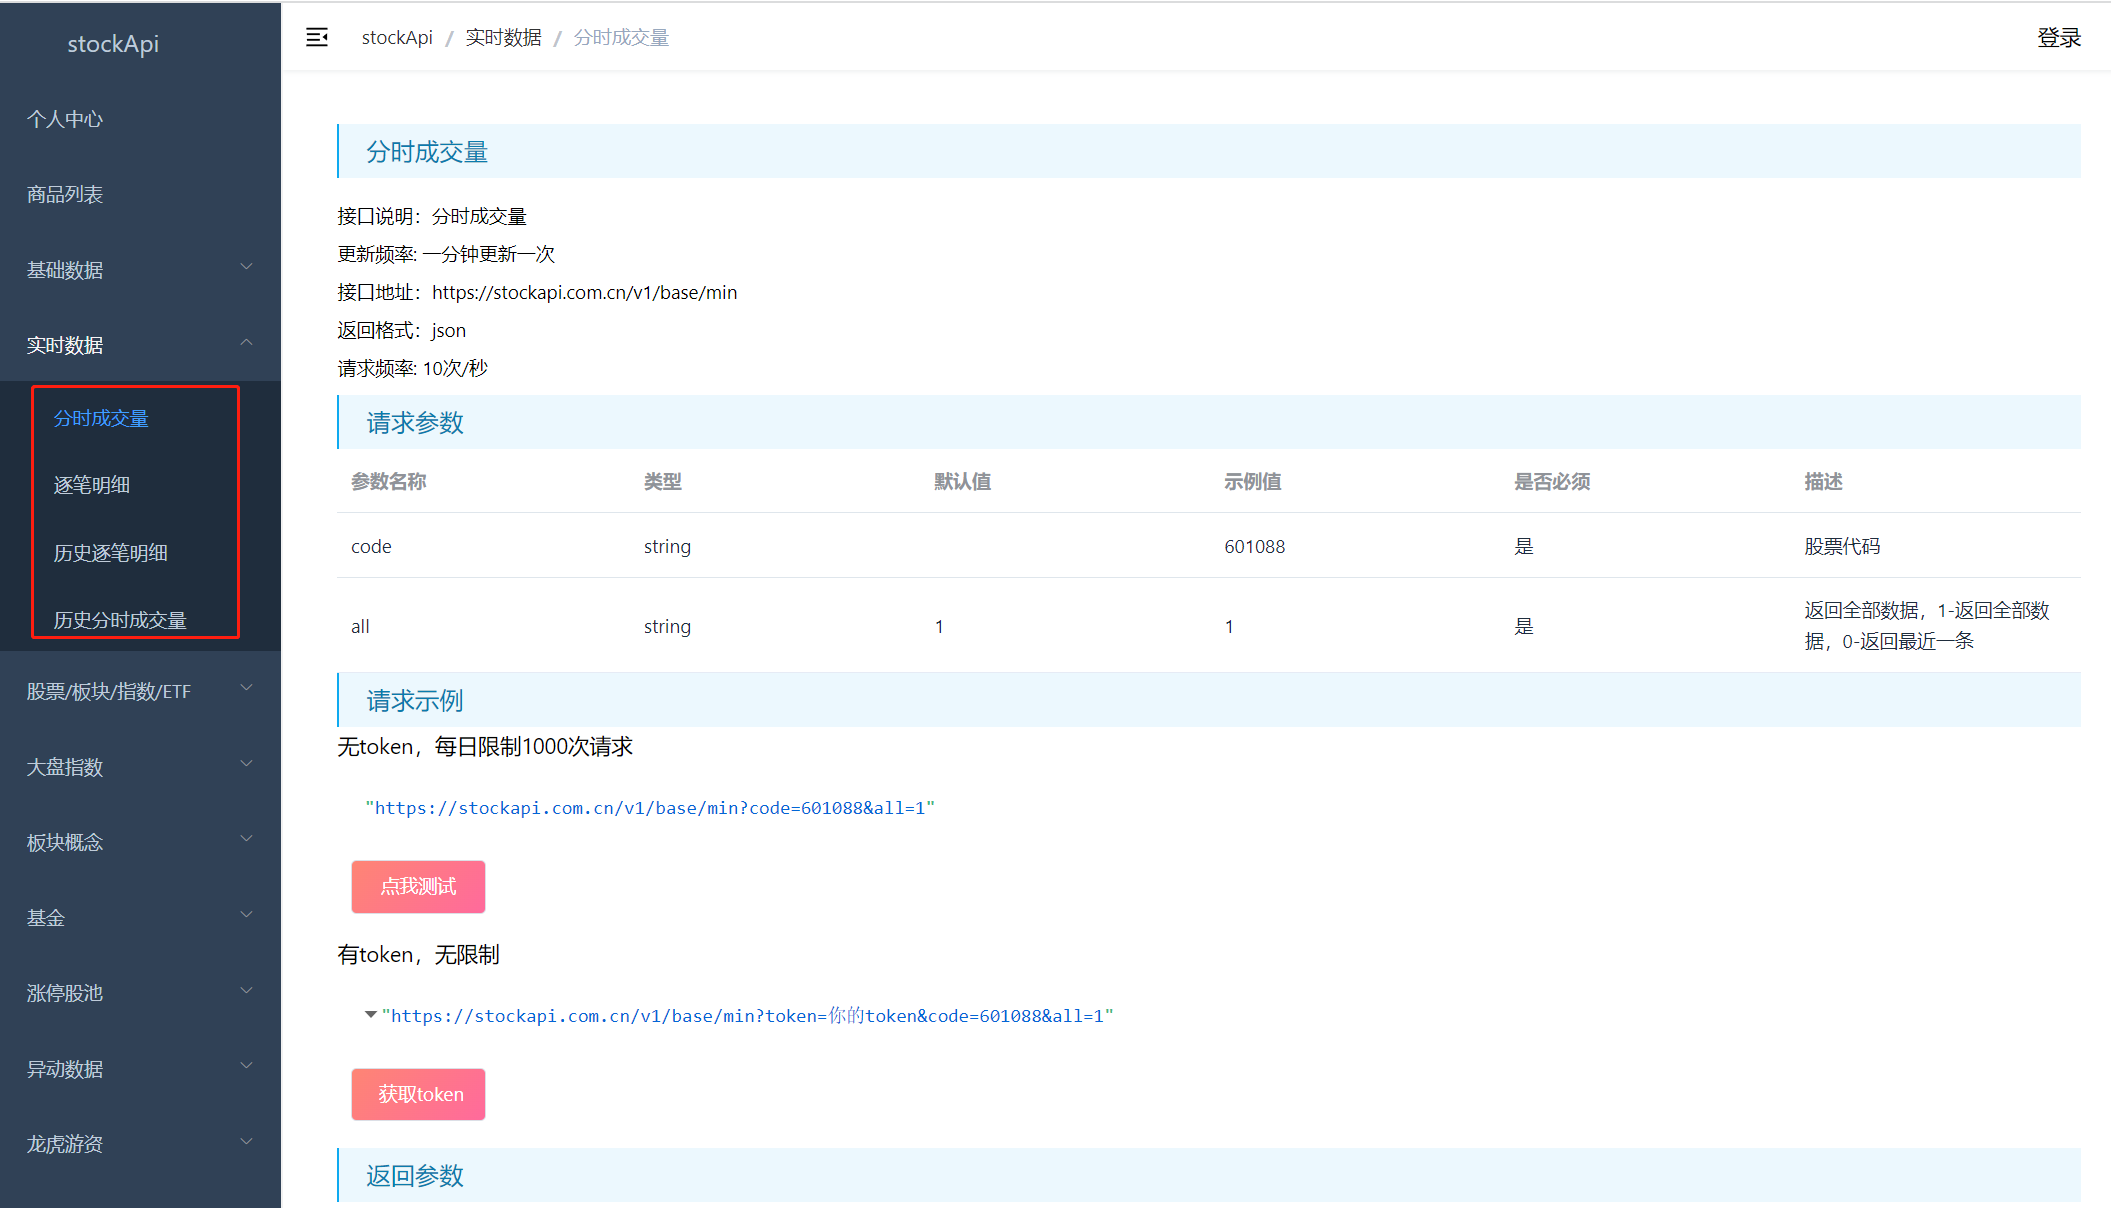 stockApi
个人中心
商品列表
基础数据
实时数据
分时成交量
逐笔明细
历史逐笔明细
历史分时成交量
股票/板块/指数/ETF
大盘指数
板块概念
基金
涨停股池
异动数据
龙虎游资
stockApi / 实时数据 / 分时成交量
登录
分时成交量
接口说明：分时成交量
更新频率: 一分钟更新一次
接口地址：https://stockapi.com.cn/v1/base/min
返回格式：json
请求频率: 10次/秒
请求参数
参数名称 类型 默认值 示例值 是否必须 描述
code string 601088 是 股票代码
all string 1 1 是 返回全部数据，1-返回全部数
据，0-返回最近一条
请求示例
无token，每日限制1000次请求
"https://stockapi.com.cn/v1/base/min?code=601088&all=1"
点我测试
有token，无限制
"https://stockapi.com.cn/v1/base/min?token=你的token&code=601088&all=1"
获取token
返回参数